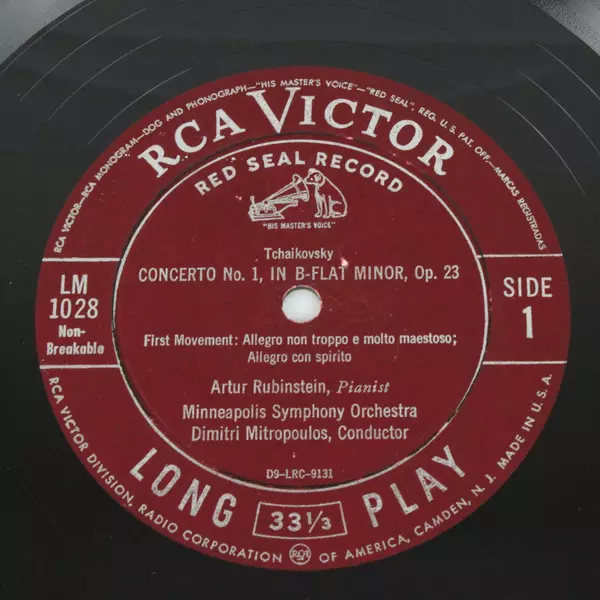 RCA VICTOR—RCA MONOGRAM—DOG AND PHONOGRAPH—"HIS MASTER'S VOICE"—"RED SEAL", REG. U.S. PAT. OFF.—MARCAS REGISTRADAS
RCA VICTOR
RED SEAL RECORD
"HIS MASTER'S VOICE"
Tchaikovsky
CONCERTO No. 1, IN B-FLAT MINOR, Op. 23
LM
1028
Non-
Breakable
SIDE
1
First Movement: Allegro non troppo e molto maestoso;
Allegro con spirito
Artur Rubinstein, Pianist
Minneapolis Symphony Orchestra
Dimitri Mitropoulos, Conductor
D9-LRC-9131
LONG 33⅓ PLAY
RCA VICTOR DIVISION, RADIO CORPORATION RCA OF AMERICA, CAMDEN, N. J. MADE IN U.S.A.